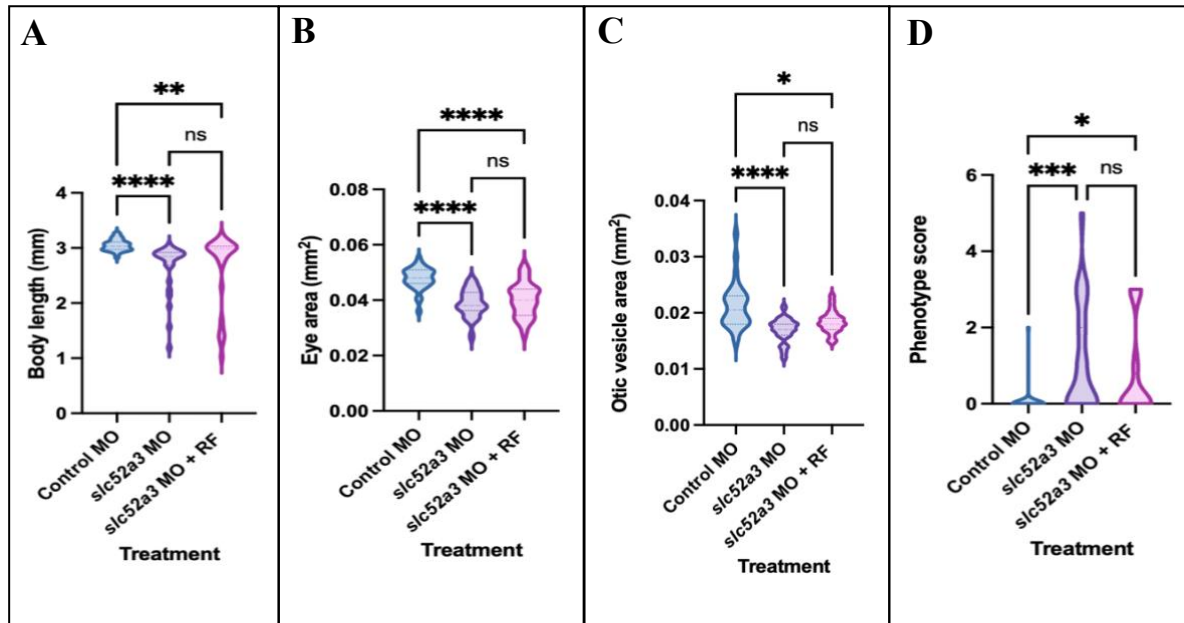 A
**
ns
****
4
3
2
1
0
Body length (mm)
Control MO
slc52a3 MO
slc52a3 MO + RF
Treatment
B
****
ns
****
0.08
0.06
0.04
0.02
0.00
Eye area (mm²)
Control MO
slc52a3 MO
slc52a3 MO + RF
Treatment
C
*
ns
****
0.04
0.03
0.02
0.01
0.00
Otic vesicle area (mm²)
Control MO
slc52a3 MO
slc52a3 MO + RF
Treatment
D
*
*** ns
6
4
2
0
Phenotype score
Control MO
slc52a3 MO
slc52a3 MO + RF
Treatment